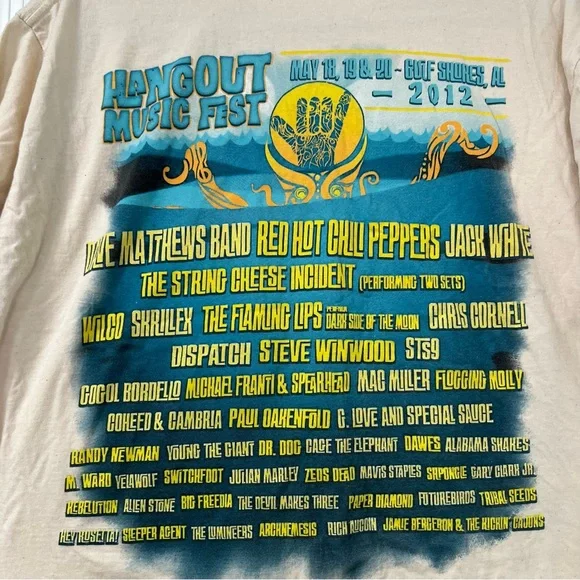 HANGOUT
MUSIC FEST
MAY 18, 19 & 20 - GULF SHORES, AL
- 2012 -
DAVE MATTHEWS BAND RED HOT CHILI PEPPERS JACK WHITE
THE STRING CHEESE INCIDENT (PERFORMING TWO SETS)
WILCO SKRILLEX THE FLAMING LIPS PERFORM DARK SIDE OF THE MOON CHRIS CORNELL
DISPATCH STEVE WINWOOD STS9
GOGOL BORDELLO MICHAEL FRANTI & SPEARHEAD MAC MILLER FLOGGING MOLLY
COHEED & CAMBRIA PAUL OAKENFOLD G. LOVE AND SPECIAL SAUCE
RANDY NEWMAN YOUNG THE GIANT DR. DOG CAGE THE ELEPHANT DAWES ALABAMA SHAKES
M. WARD YELAWOLF SWITCHFOOT JULIAN MARLEY ZEDS DEAD MAVIS STAPLES SRPONGLE GARY CLARK JR.
REBELUTION ALIEN STONE BIG FREEDIA THE DEVIL MAKES THREE PAPER DIAMOND FUTUREBIRDS TRIBAL SEEDS
HEY ROSETTA! SLEEPER AGENT THE LUMINEERS ARCHNEMESIS RICH AUCOIN JAMIE BERGERON & THE KICKIN' CAJUNS